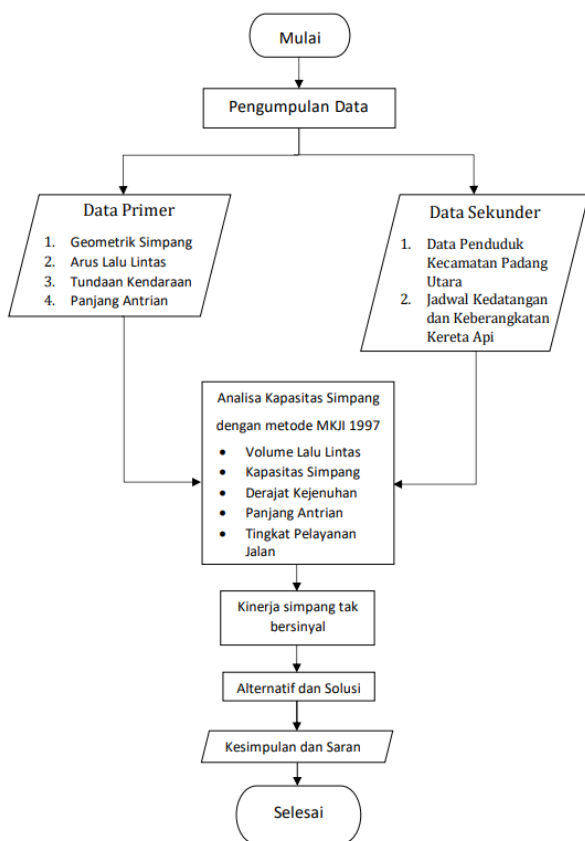 Mulai
Pengumpulan Data
Data Primer
1. Geometrik Simpang
2. Arus Lalu Lintas
3. Tundaan Kendaraan
4. Panjang Antrian
Data Sekunder
1. Data Penduduk
Kecamatan Padang
Utara
2. Jadwal Kedatangan
dan Keberangkatan
Kereta Api
Analisa Kapasitas Simpang
dengan metode MKJI 1997
• Volume Lalu Lintas
• Kapasitas Simpang
• Derajat Kejenuhan
• Panjang Antrian
• Tingkat Pelayanan
Jalan
Kinerja simpang tak
bersinyal
Alternatif dan Solusi
Kesimpulan dan Saran
Selesai